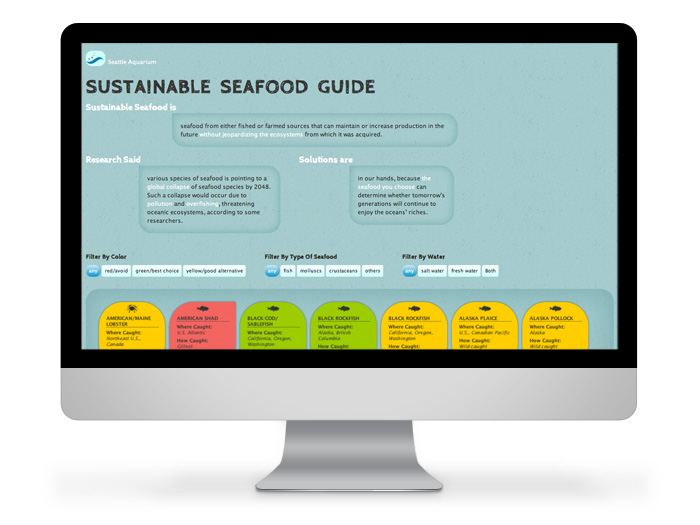 Seattle Aquarium
SUSTAINABLE SEAFOOD GUIDE
Sustainable Seafood is
seafood from either fished or farmed sources that can maintain or increase production in the
future without jeopardizing the ecosystems from which it was acquired.
Research Said
various species of seafood is pointing to a
global collapse of seafood species by 2048.
Such a collapse would occur due to
pollution and overfishing, threatening
oceanic ecosystems, according to some
researchers.
Solutions are
in our hands, because the
seafood you choose can
determine whether tomorrow's
generations will continue to
enjoy the oceans' riches.
Filter By Color
any red/avoid green/best choice yellow/good alternative
Filter By Type Of Seafood
any fish molluscs crustaceans others
Filter By Water
any salt water fresh water Both
AMERICAN/MAINE
LOBSTER
Where Caught:
Northeast U.S.,
Canada
AMERICAN SHAD
Where Caught:
U.S. Atlantic
How Caught:
Gillnet
BLACK COD/
SABLEFISH
Where Caught:
California, Oregon,
Washington
BLACK ROCKFISH
Where Caught:
Alaska, British
Columbia
How Caught:
BLACK ROCKFISH
Where Caught:
California, Oregon,
Washington
How Caught:
ALASKA PLAICE
Where Caught:
U.S., Canadian Pacific
How Caught:
Wild-caught
ALASKA POLLOCK
Where Caught:
Alaska
How Caught:
Wild-caught